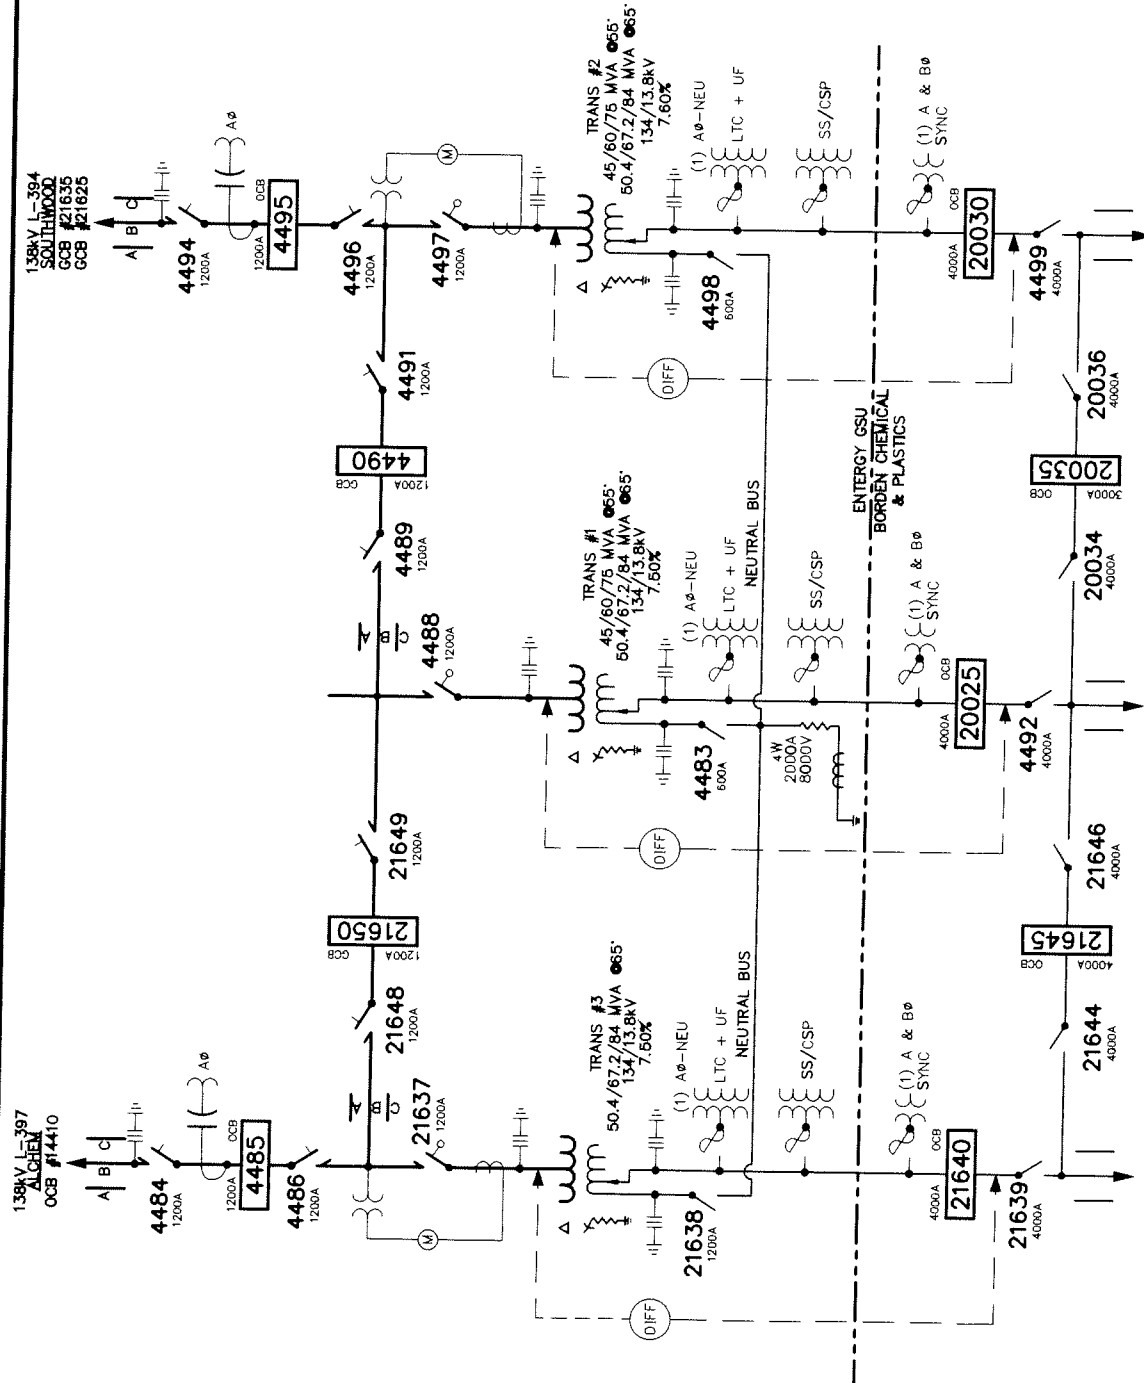 138kV L-394
SOUTHWOOD
GCB #21635
GCB #21625
A B C
4494
1200A
AØ
1200A
4495
OCB
4496
1200A
4497
1200A
M
4491
1200A
GCB
4490
1200A
4489
1200A
A
B
C
4488
1200A
21649
1200A
GCB
21650
1200A
21648
1200A
138kV L-397
ALCHEM
OCB #14410
A B C
4484
1200A
AØ
1200A
4485
OCB
4486
1200A
A
B
C
21637
1200A
M
TRANS #2
45/60/75 MVA @55°
50.4/67.2/84 MVA @65°
134/13.8kV
7.60%
(1) AØ-NEU
LTC + UF
SS/CSP
(1) A & BØ
SYNC
Δ
4498
600A
DIFF
4000A
20030
OCB
4499
4000A
TRANS #1
45/60/75 MVA @55°
50.4/67.2/84 MVA @65°
134/13.8kV
7.50%
(1) AØ-NEU
LTC + UF
NEUTRAL BUS
SS/CSP
(1) A & BØ
SYNC
Δ
4483
600A
4W
2000A
8000V
DIFF
4000A
20025
OCB
4492
4000A
TRANS #3
50.4/67.2/84 MVA @65°
134/13.8kV
7.60%
(1) AØ-NEU
LTC + UF
NEUTRAL BUS
SS/CSP
(1) A & BØ
SYNC
Δ
21638
1200A
DIFF
4000A
21640
OCB
21639
4000A
ENTERGY GSU
BORDEN CHEMICAL
& PLASTICS
20036
4000A
OCB
20035
3000A
20034
4000A
21646
4000A
OCB
21645
4000A
21644
4000A